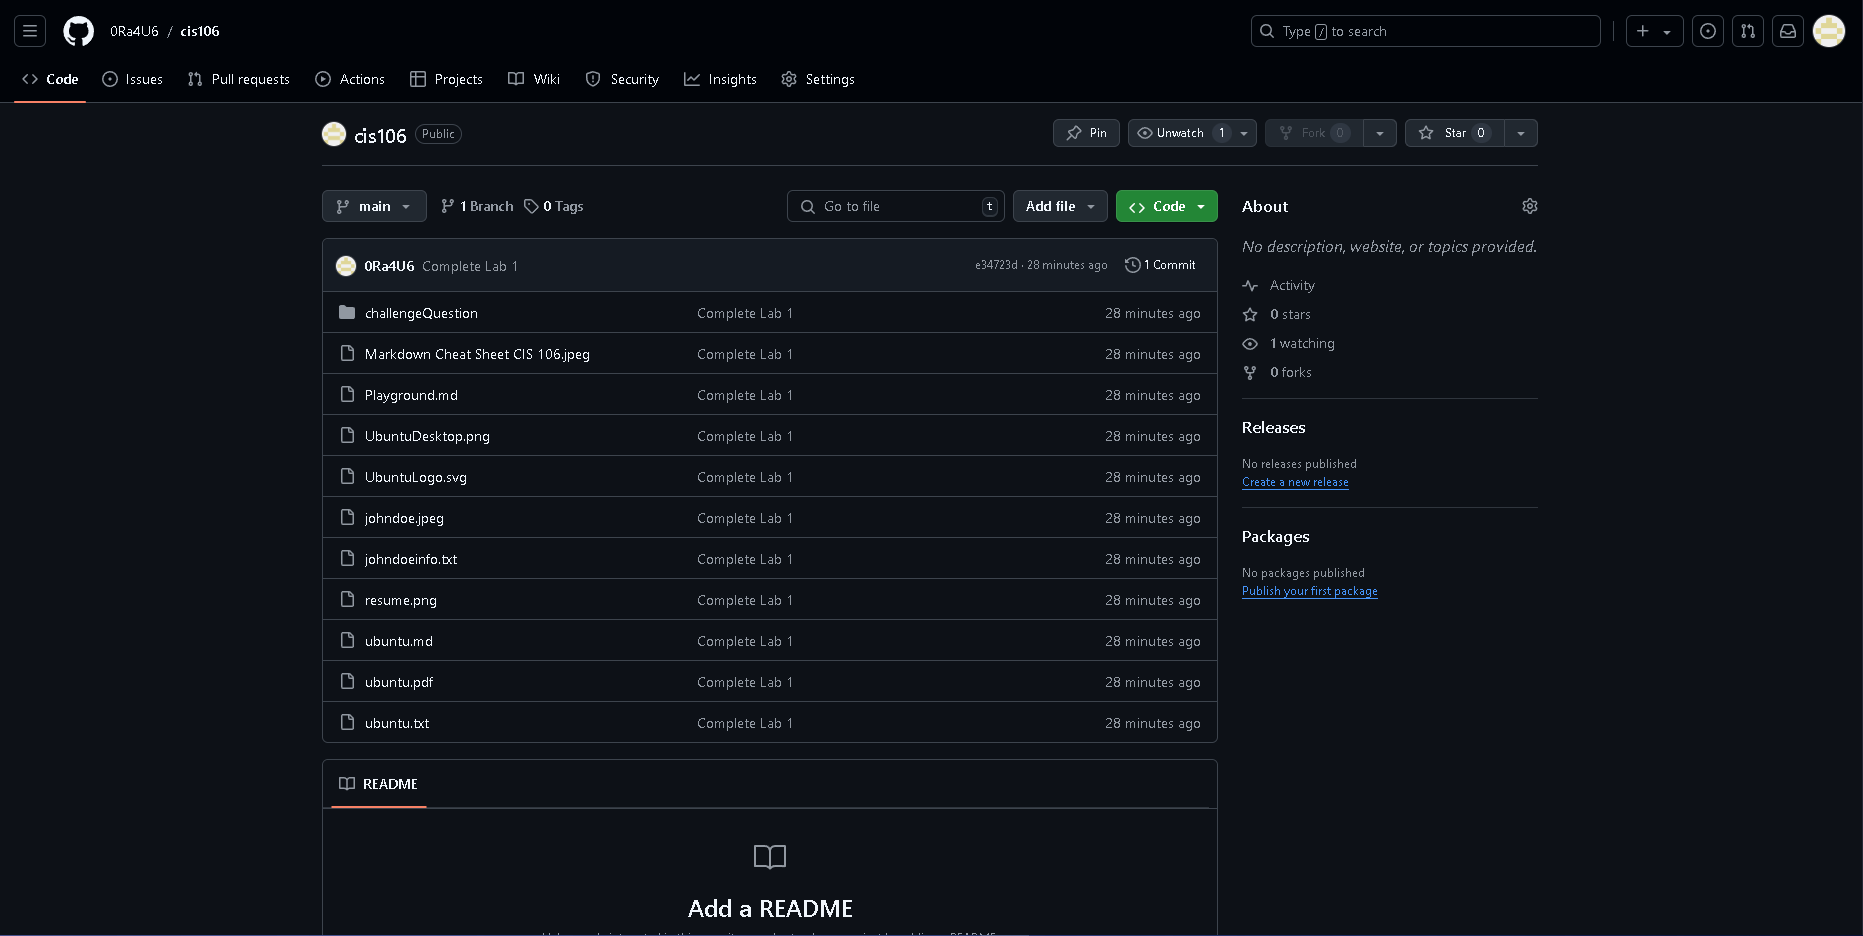 0Ra4U6 / cis106
Type / to search
Code Issues Pull requests Actions Projects Wiki Security Insights Settings
cis106 Public
Pin Unwatch 1 Fork 0 Star 0
main 1 Branch 0 Tags
Go to file t Add file Code
0Ra4U6 Complete Lab 1 e34723d · 28 minutes ago 1 Commit
challengeQuestion Complete Lab 1 28 minutes ago
Markdown Cheat Sheet CIS 106.jpeg Complete Lab 1 28 minutes ago
Playground.md Complete Lab 1 28 minutes ago
UbuntuDesktop.png Complete Lab 1 28 minutes ago
UbuntuLogo.svg Complete Lab 1 28 minutes ago
johndoe.jpeg Complete Lab 1 28 minutes ago
johndoeinfo.txt Complete Lab 1 28 minutes ago
resume.png Complete Lab 1 28 minutes ago
ubuntu.md Complete Lab 1 28 minutes ago
ubuntu.pdf Complete Lab 1 28 minutes ago
ubuntu.txt Complete Lab 1 28 minutes ago
README
Add a README
About
No description, website, or topics provided.
Activity
0 stars
1 watching
0 forks
Releases
No releases published
Create a new release
Packages
No packages published
Publish your first package